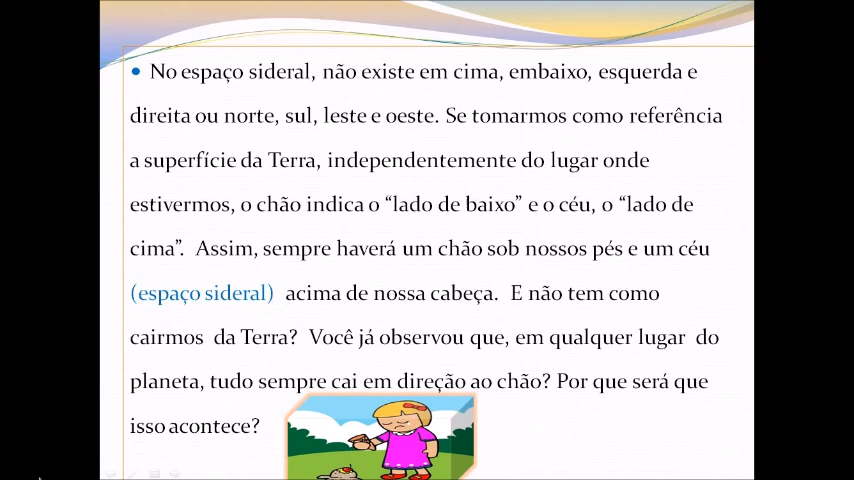 No espaço sideral, não existe em cima, embaixo, esquerda e
direita ou norte, sul, leste e oeste. Se tomarmos como referência
a superfície da Terra, independentemente do lugar onde
estivermos, o chão indica o “lado de baixo” e o céu, o “lado de
cima”. Assim, sempre haverá um chão sob nossos pés e um céu
(espaço sideral) acima de nossa cabeça. E não tem como
cairmos da Terra? Você já observou que, em qualquer lugar do
planeta, tudo sempre cai em direção ao chão? Por que será que
isso acontece?